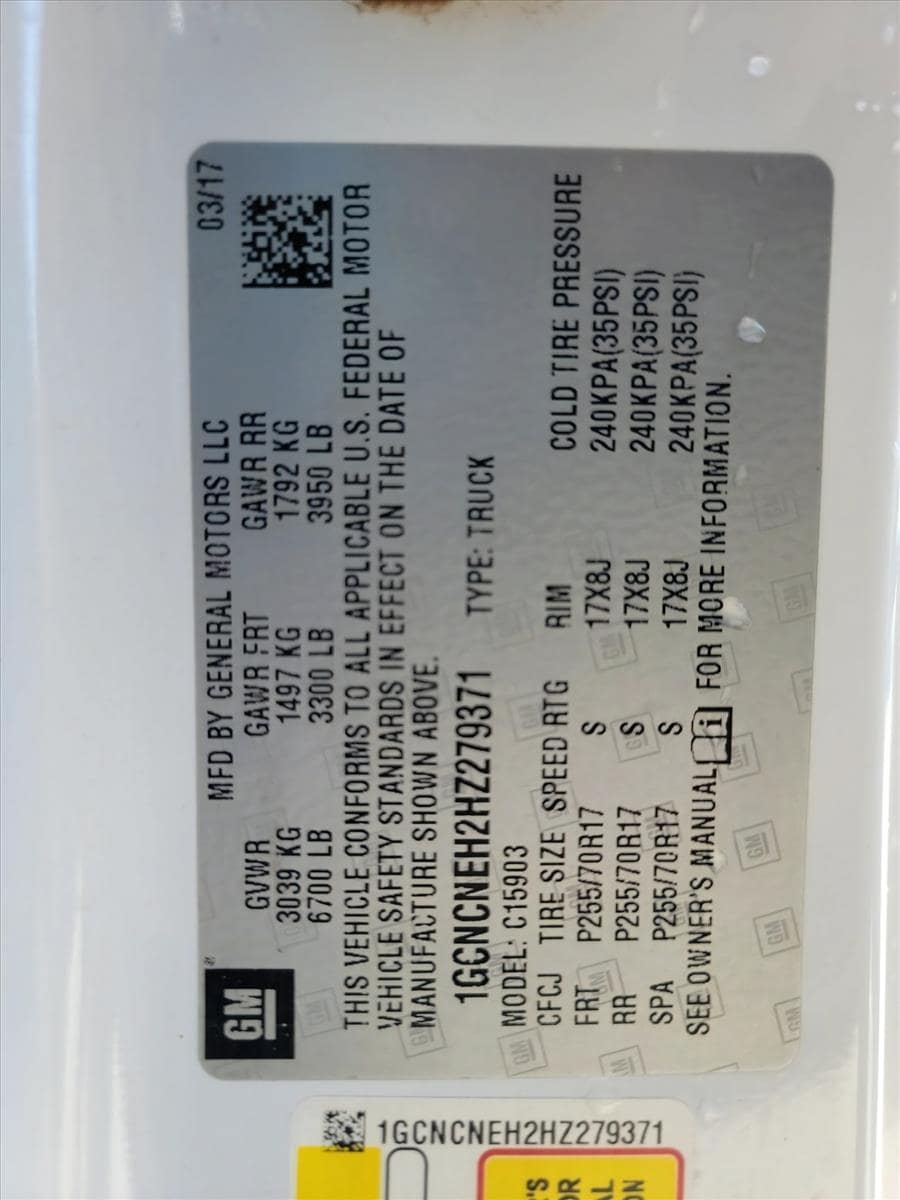 GM
MFD BY GENERAL MOTORS LLC 03/17
GVWR GAWR FRT GAWR RR
3039 KG 1497 KG 1792 KG
6700 LB 3300 LB 3950 LB
THIS VEHICLE CONFORMS TO ALL APPLICABLE U.S. FEDERAL MOTOR
VEHICLE SAFETY STANDARDS IN EFFECT ON THE DATE OF
MANUFACTURE SHOWN ABOVE.
1GCNCNEH2HZ279371 TYPE: TRUCK
MODEL: C15903
CFCJ TIRE SIZE SPEED RTG RIM COLD TIRE PRESSURE
FRT P255/70R17 S 17X8J 240KPA(35PSI)
RR P255/70R17 S 17X8J 240KPA(35PSI)
SPA P255/70R17 S 17X8J 240KPA(35PSI)
SEE OWNER'S MANUAL i FOR MORE INFORMATION.
1GCNCNEH2HZ279371
'S
OR
AL
ON